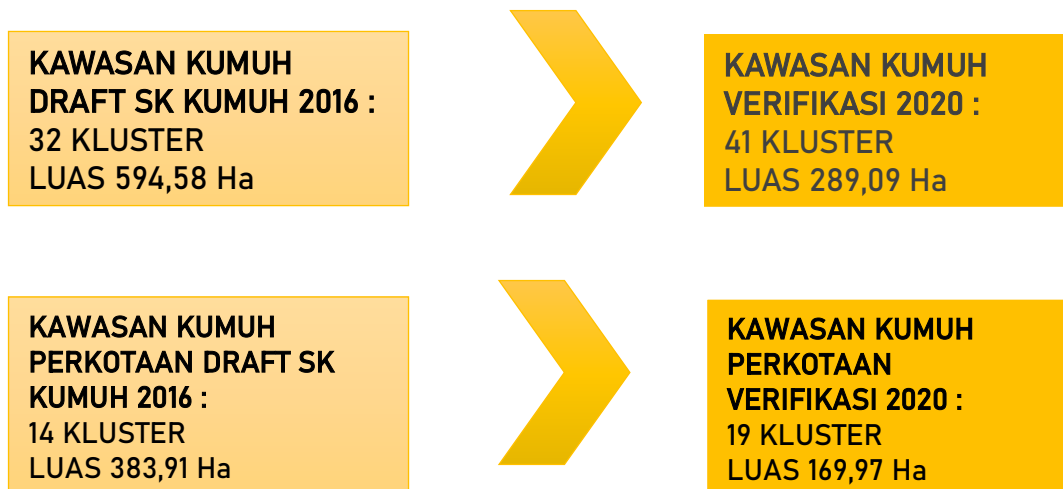 KAWASAN KUMUH
DRAFT SK KUMUH 2016 :
32 KLUSTER
LUAS 594,58 Ha
KAWASAN KUMUH
VERIFIKASI 2020 :
41 KLUSTER
LUAS 289,09 Ha
KAWASAN KUMUH
PERKOTAAN DRAFT SK
KUMUH 2016 :
14 KLUSTER
LUAS 383,91 Ha
KAWASAN KUMUH
PERKOTAAN
VERIFIKASI 2020 :
19 KLUSTER
LUAS 169,97 Ha